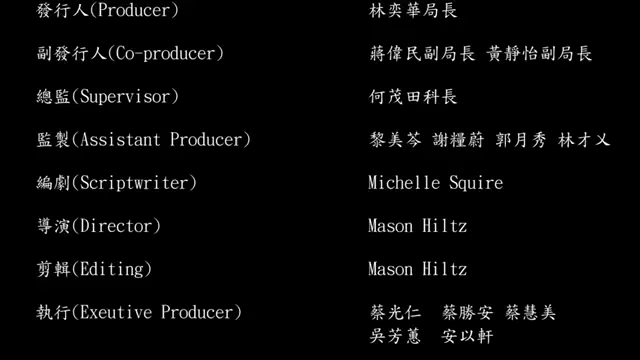 發行人(Producer) 林奕華局長
副發行人(Co-producer) 蔣偉民副局長 黃靜怡副局長
總監(Supervisor) 何茂田科長
監製(Assistant Producer) 黎美芩 謝糧蔚 郭月秀 林才乂
編劇(Scriptwriter) Michelle Squire
導演(Director) Mason Hiltz
剪輯(Editing) Mason Hiltz
執行(Exeutive Producer) 蔡光仁 蔡勝安 蔡慧美
吳芳蕙 安以軒